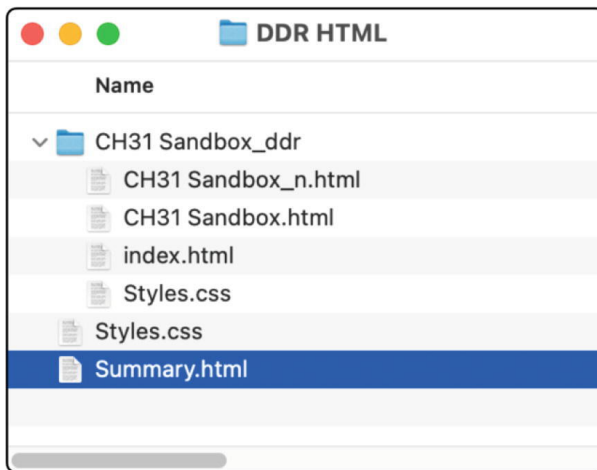 DDR HTML
Name
CH31 Sandbox_ddr
CH31 Sandbox_n.html
CH31 Sandbox.html
index.html
Styles.css
Styles.css
Summary.html